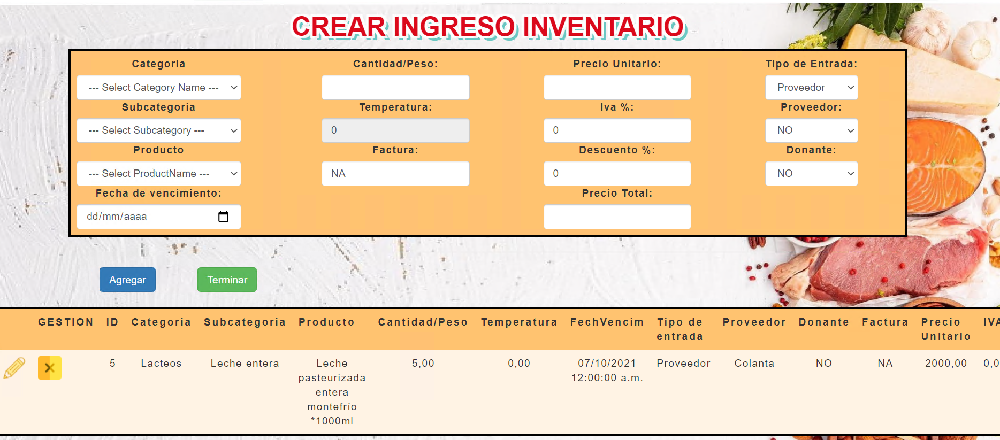 CREAR INGRESO INVENTARIO
Categoria
Cantidad/Peso:
Precio Unitario:
Tipo de Entrada:
--- Select Category Name ---
Proveedor
Subcategoria
Temperatura:
Iva %:
Proveedor:
--- Select Subcategory ---
0
0
NO
Producto
Factura:
Descuento %:
Donante:
--- Select ProductName ---
NA
0
NO
Fecha de vencimiento:
Precio Total:
dd/mm/aaaa
Agregar
Terminar
GESTION ID Categoria Subcategoria Producto Cantidad/Peso Temperatura FechVencim Tipo de Proveedor Donante Factura Precio IVA
entrada Unitario
5 Lacteos Leche entera Leche 5,00 0,00 07/10/2021 Proveedor Colanta NO NA 2000,00 0,0
pasteurizada 12:00:00 a.m.
entera
montefrío
*1000ml